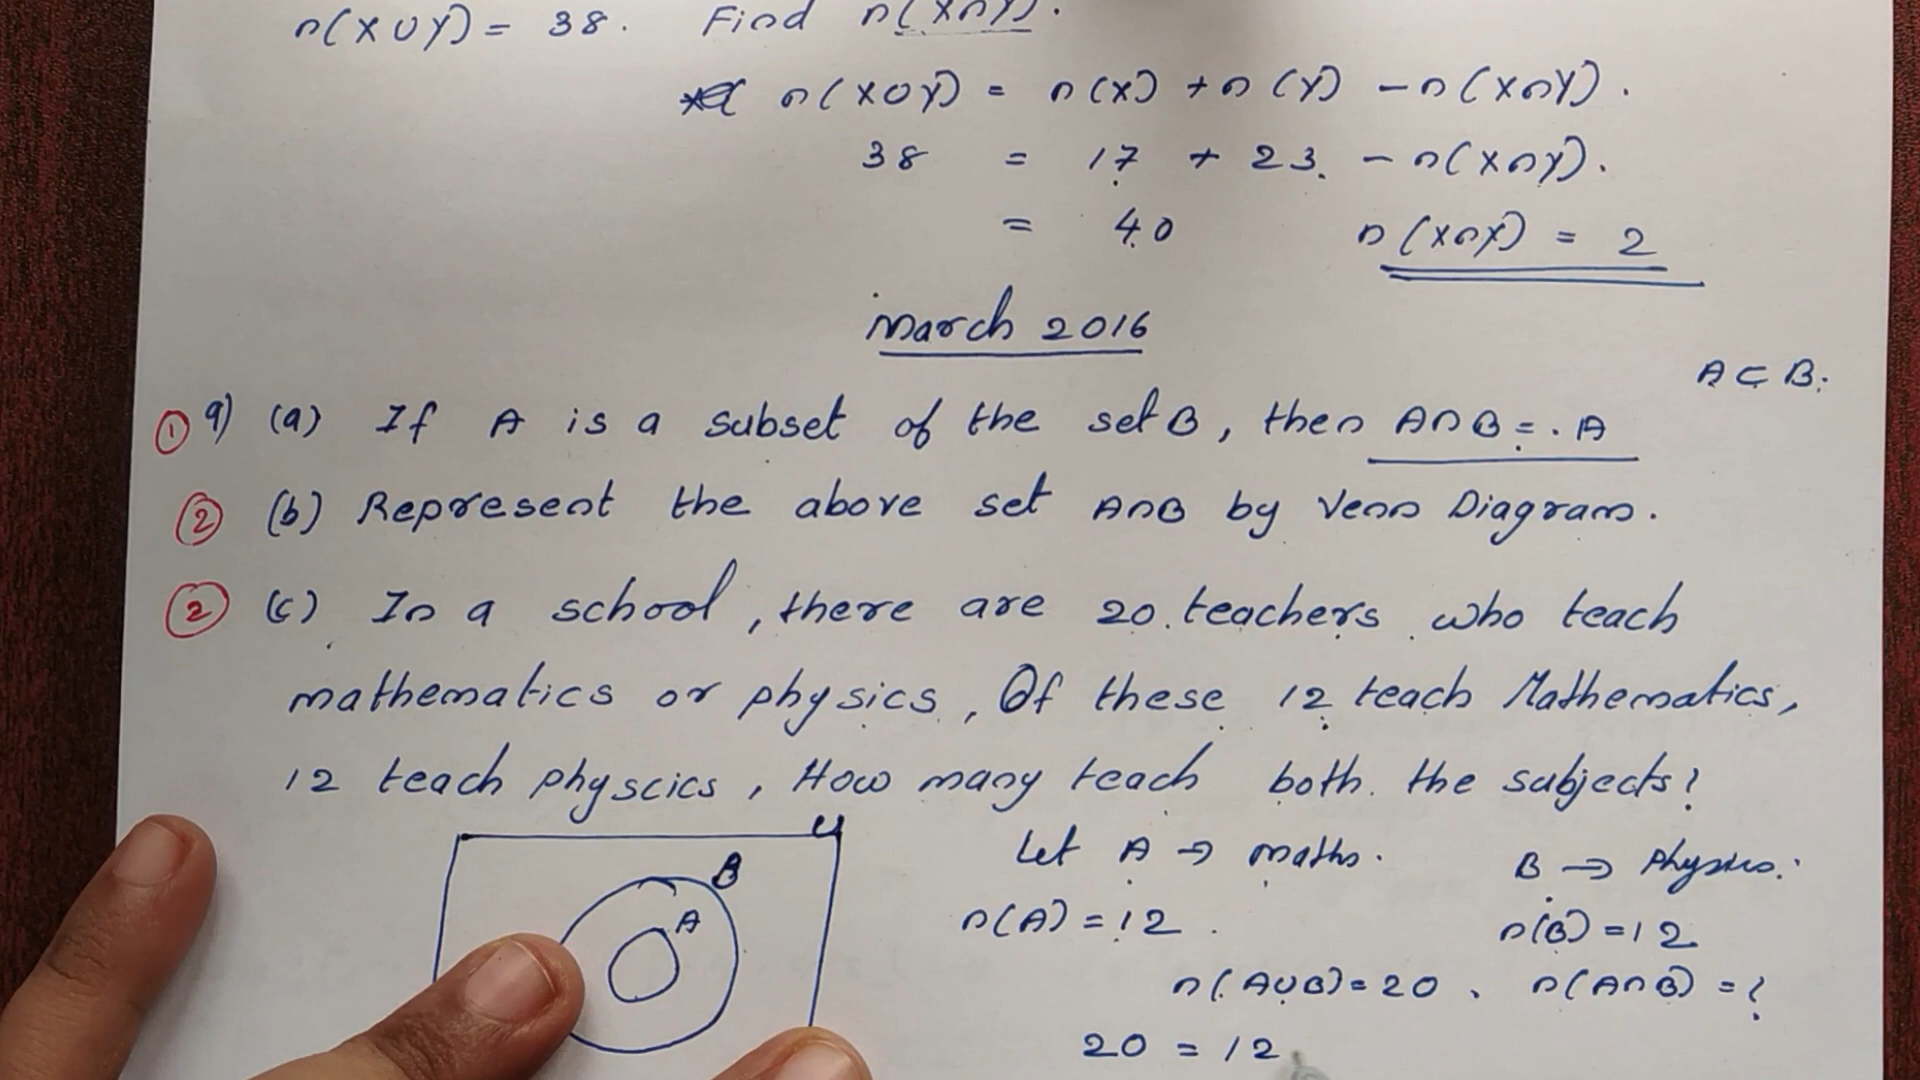 n(X∪Y) = 38. Find n(X∩Y).
n(X∪Y) = n(X) + n(Y) - n(X∩Y).
38 = 17 + 23 - n(X∩Y).
= 40 n(X∩Y) = 2
March 2016
A ⊂ B.
① 9) (a) If A is a subset of the set B, then A∩B = A
② (b) Represent the above set A∩B by Venn Diagram.
② (c) In a school, there are 20 teachers who teach
mathematics or physics, Of these 12 teach Mathematics,
12 teach physcics, How many teach both the subjects?
U
B
A
Let A → maths. B → Physics.
n(A) = 12. n(B) = 12
n(A∪B) = 20, n(A∩B) = ?
20 = 12